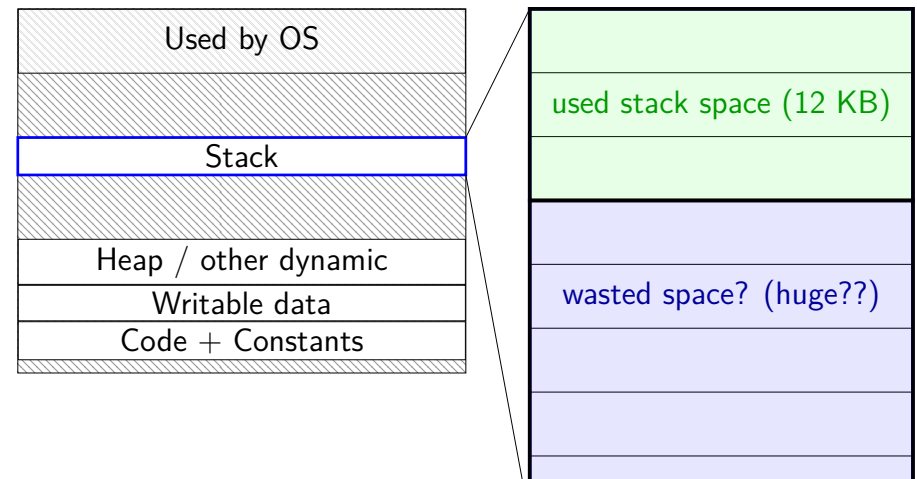 Used by OS
Stack
Heap / other dynamic
Writable data
Code + Constants
used stack space (12 KB)
wasted space? (huge??)